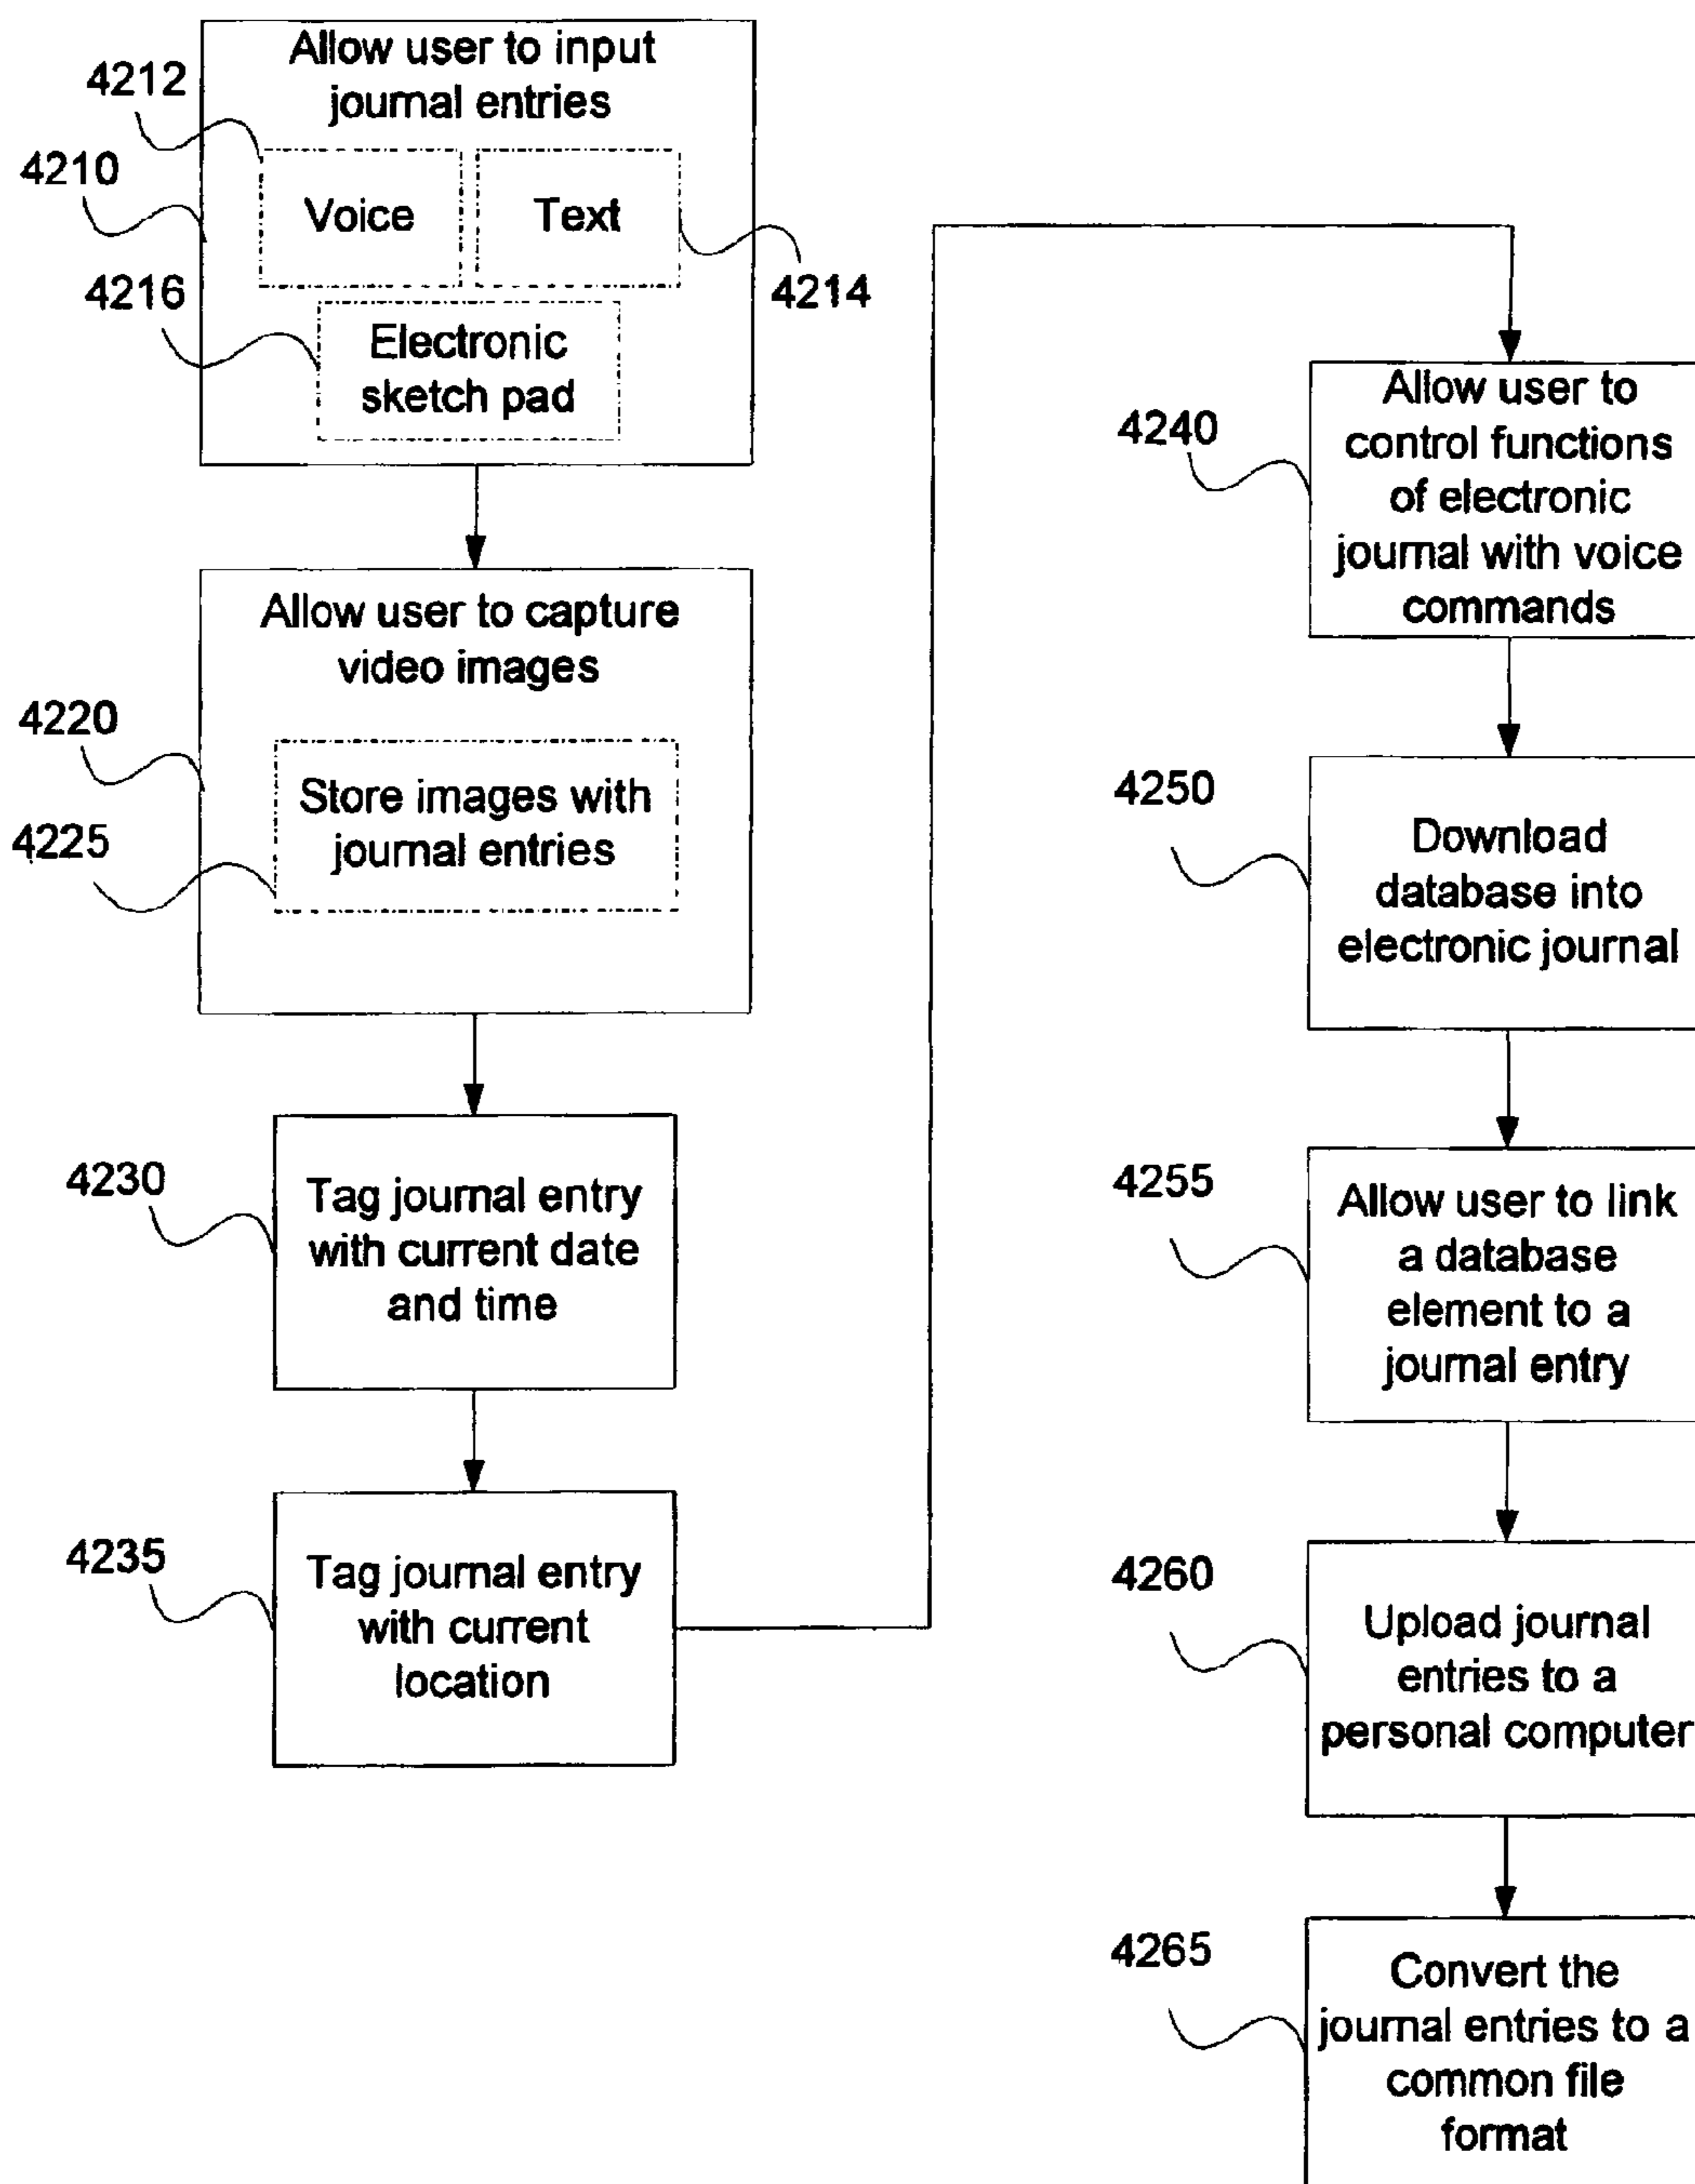 Allow user to input
journal entries
4212
4210
Voice
Text
4216
4214
Electronic
sketch pad
Allow user to capture
video images
4220
Store images with
journal entries
4225
4230
Tag journal entry
with current date
and time
4235
Tag journal entry
with current
location
4240
Allow user to
control functions
of electronic
journal with voice
commands
4250
Download
database into
electronic journal
4255
Allow user to link
a database
element to a
journal entry
4260
Upload journal
entries to a
personal computer
4265
Convert the
journal entries to a
common file
format